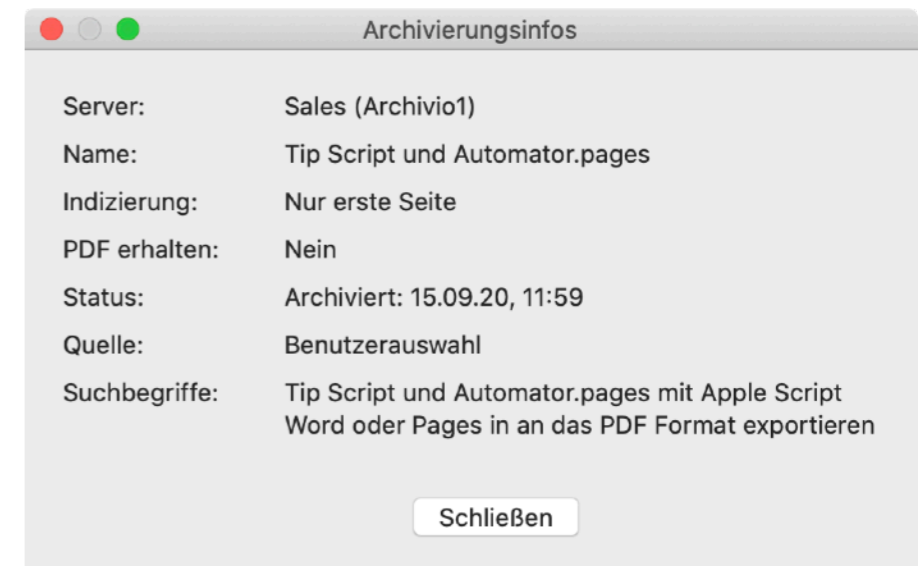 Archivierungsinfos
Server: Sales (Archivio1)
Name: Tip Script und Automator.pages
Indizierung: Nur erste Seite
PDF erhalten: Nein
Status: Archiviert: 15.09.20, 11:59
Quelle: Benutzerauswahl
Suchbegriffe: Tip Script und Automator.pages mit Apple Script
Word oder Pages in an das PDF Format exportieren
Schließen